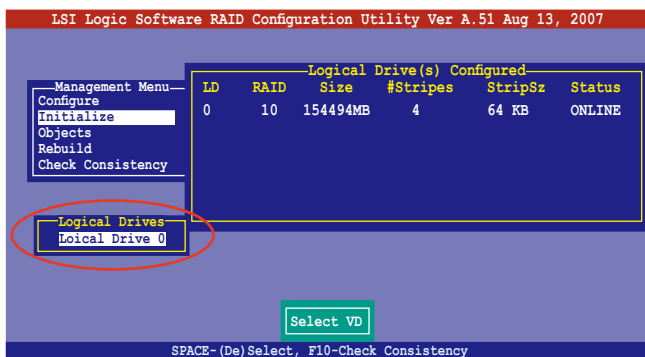 LSI Logic Software RAID Configuration Utility Ver A.51 Aug 13, 2007
Logical Drive(s) Configured
LD RAID Size #Stripes StripSz Status
0 10 154494MB 4 64 KB ONLINE
Management Menu
Configure
Initialize
Objects
Rebuild
Check Consistency
Logical Drives
Loical Drive 0
Select VD
SPACE-(De)Select, F10-Check Consistency